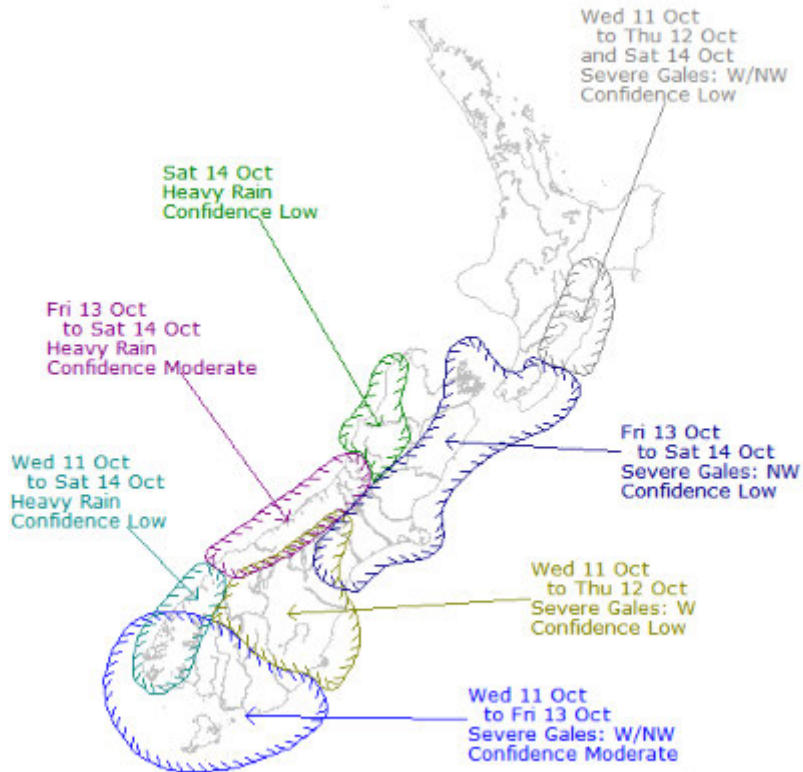 Wed 11 Oct
to Thu 12 Oct
and Sat 14 Oct
Severe Gales: W/NW
Confidence Low
Sat 14 Oct
Heavy Rain
Confidence Low
Fri 13 Oct
to Sat 14 Oct
Heavy Rain
Confidence Moderate
Fri 13 Oct
to Sat 14 Oct
Severe Gales: NW
Confidence Low
Wed 11 Oct
to Sat 14 Oct
Heavy Rain
Confidence Low
Wed 11 Oct
to Thu 12 Oct
Severe Gales: W
Confidence Low
Wed 11 Oct
to Fri 13 Oct
Severe Gales: W/NW
Confidence Moderate